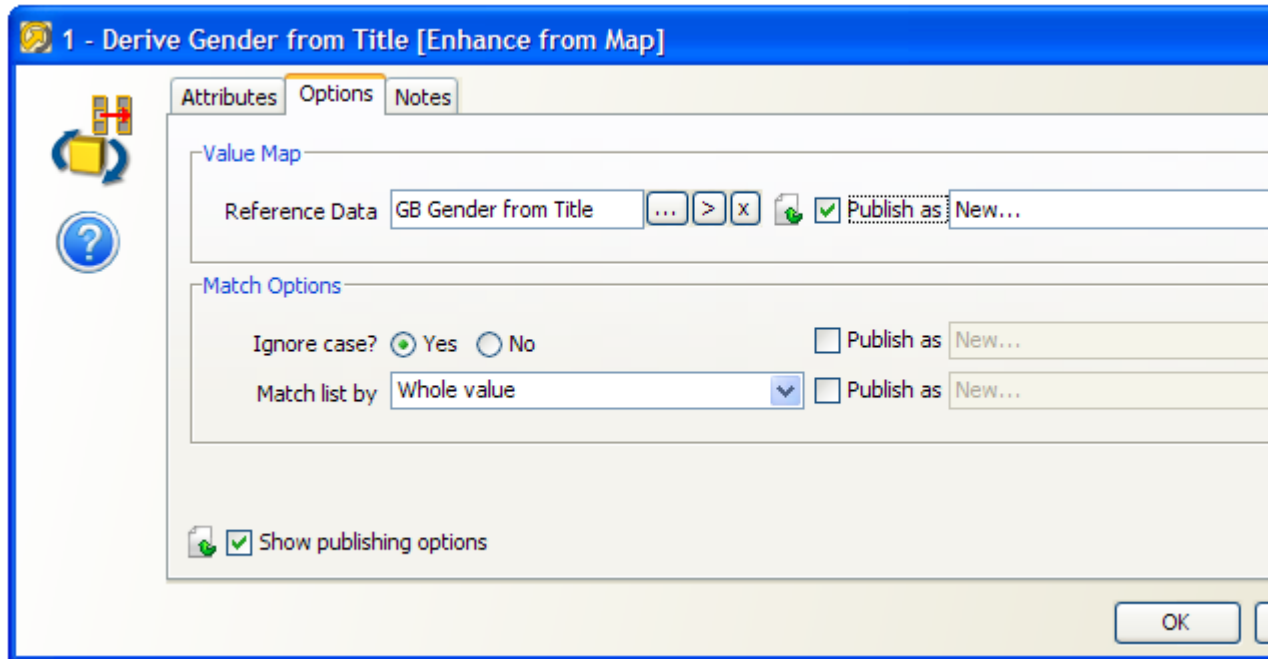 1 - Derive Gender from Title [Enhance from Map]
Attributes Options Notes
Value Map
Reference Data GB Gender from Title ... > x Publish as New...
Match Options
Ignore case? Yes No Publish as New...
Match list by Whole value Publish as New...
Show publishing options
? 
OK